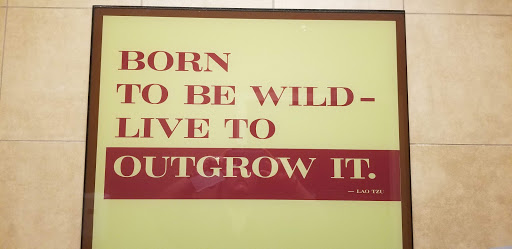 BORN
TO BE WILD–
LIVE TO
OUTGROW IT.
— LAO TZU